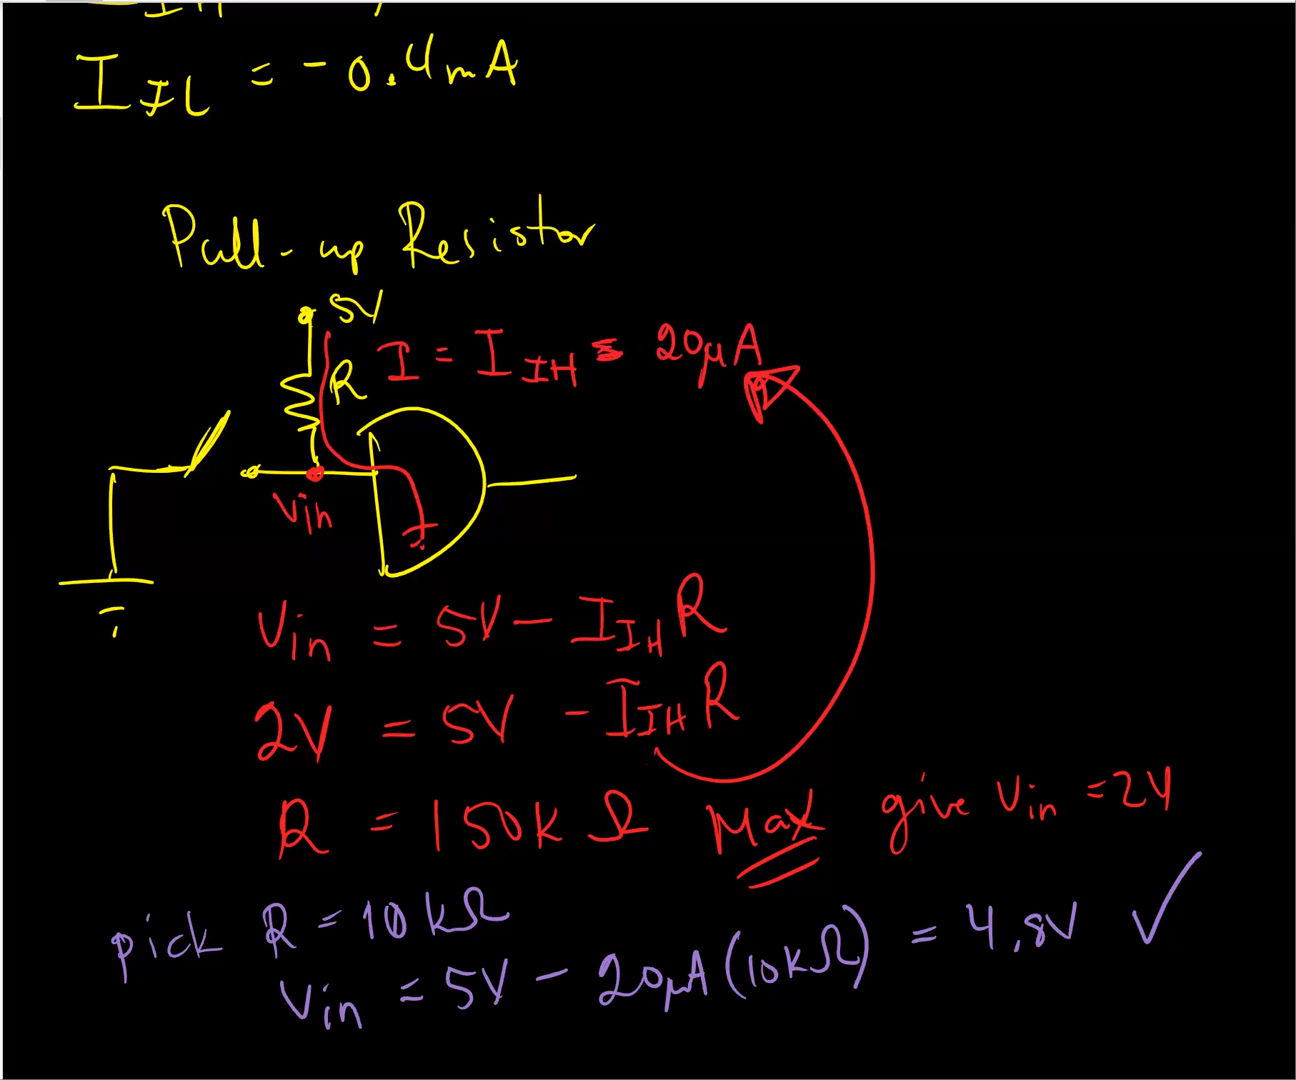 I_IL = -0.4mA
Pull-up Resistor
5V
I = I_IH = 20μA
R
Vin
Vin = 5V - I_IH R
2V = 5V - I_IH R
R = 150kΩ Max give Vin = 2V
pick R = 10kΩ
Vin = 5V - 20μA(10kΩ) = 4.8V ✓